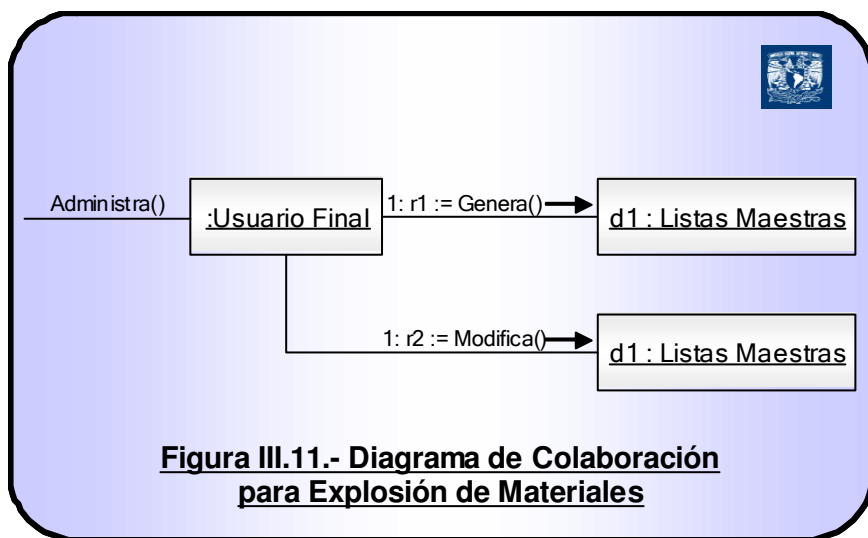 Administra()
:Usuario Final
1: r1 := Genera()
d1 : Listas Maestras
1: r2 := Modifica()
d1 : Listas Maestras
Figura III.11.- Diagrama de Colaboración
para Explosión de Materiales